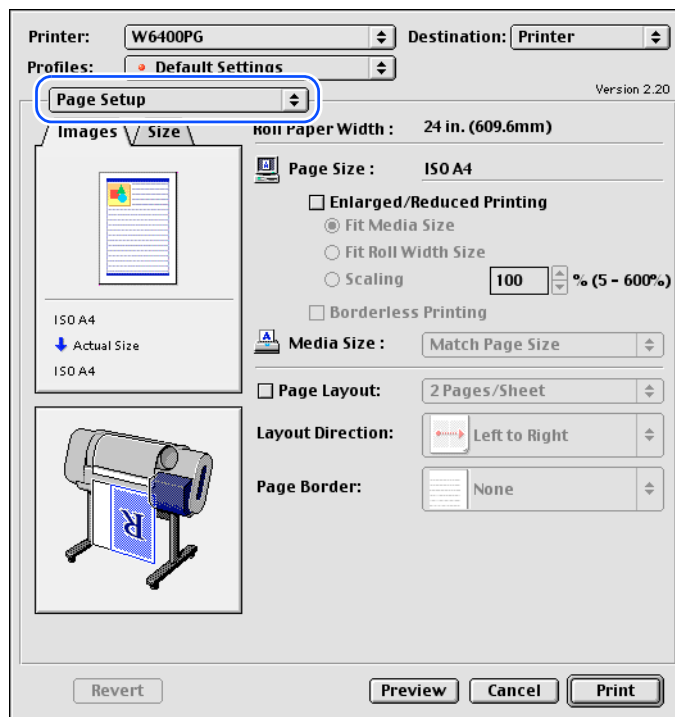 Printer: W6400PG Destination: Printer
Profiles: Default Settings
Version 2.20
Page Setup
Images Size
Roll Paper Width : 24 in. (609.6mm)
Page Size : ISO A4
Enlarged/Reduced Printing
Fit Media Size
Fit Roll Width Size
Scaling 100 % (5 - 600%)
Borderless Printing
ISO A4
Actual Size
ISO A4
Media Size : Match Page Size
Page Layout: 2 Pages/Sheet
Layout Direction: Left to Right
Page Border: None
R
Revert Preview Cancel Print